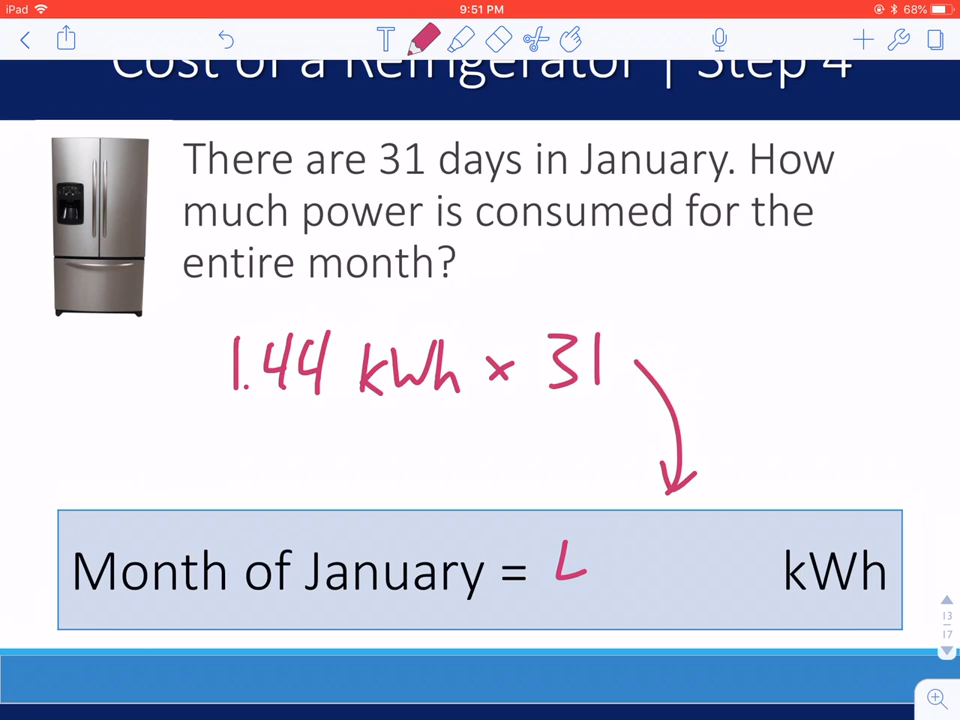 iPad 9:51 PM 68%
T
Cost of a Refrigerator | Step 4
There are 31 days in January. How
much power is consumed for the
entire month?
1.44 kWh × 31
Month of January = L kWh
13
17